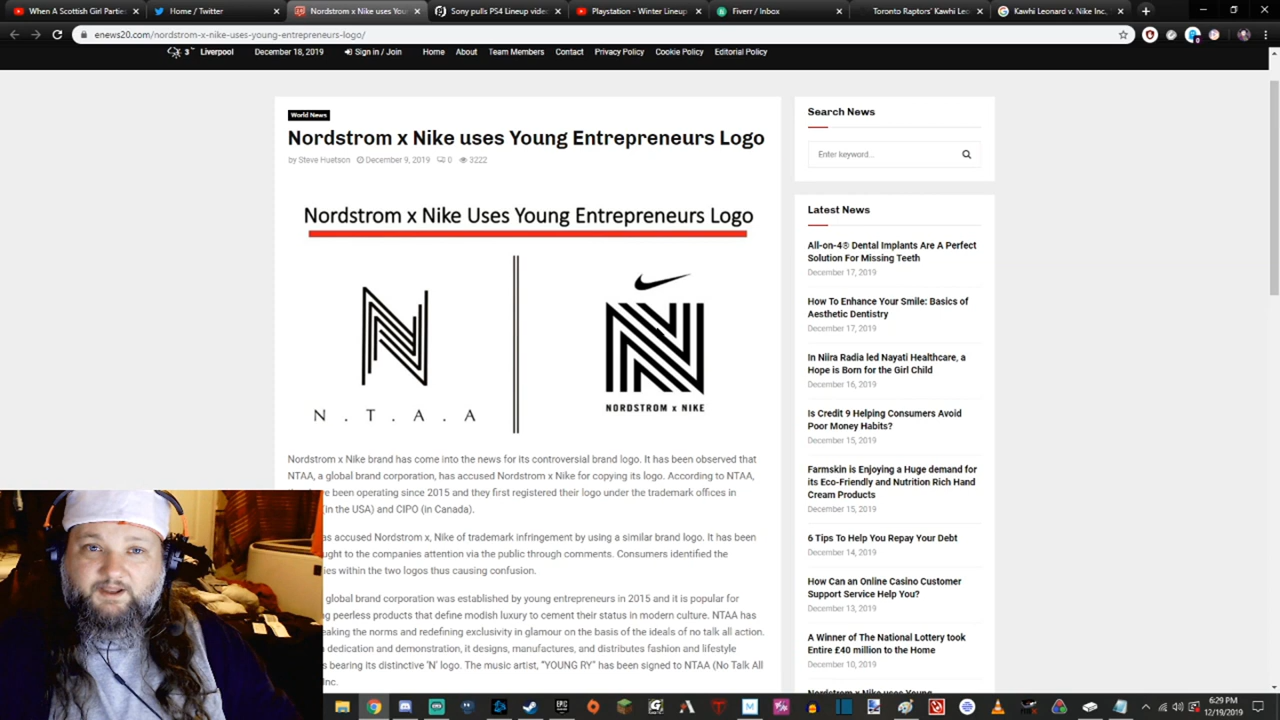 When A Scottish Girl Partie
Home / Twitter
Nordstrom x Nike uses You
Sony pulls PS4 Lineup video
Playstation - Winter Lineup
Fiverr / Inbox
Toronto Raptors' Kawhi Le
Kawhi Leonard v. Nike Inc.
enews20.com/nordstrom-x-nike-uses-young-entrepreneurs-logo/
3° Liverpool December 18, 2019 Sign in / Join Home About Team Members Contact Privacy Policy Cookie Policy Editorial Policy
World News
Nordstrom x Nike uses Young Entrepreneurs Logo
by Steve Huetson December 9, 2019 0 3222
Nordstrom x Nike Uses Young Entrepreneurs Logo
N . T . A . A
NORDSTROM x NIKE
Nordstrom x Nike brand has come into the news for its controversial brand logo. It has been observed that
NTAA, a global brand corporation, has accused Nordstrom x Nike for copying its logo. According to NTAA,
been operating since 2015 and they first registered their logo under the trademark offices in
(in the USA) and CIPO (in Canada).
as accused Nordstrom x, Nike of trademark infringement by using a similar brand logo. It has been
ught to the companies attention via the public through comments. Consumers identified the
ies within the two logos thus causing confusion.
global brand corporation was established by young entrepreneurs in 2015 and it is popular for
g peerless products that define modish luxury to cement their status in modern culture. NTAA has
eaking the norms and redefining exclusivity in glamour on the basis of the ideals of no talk all action.
dedication and demonstration, it designs, manufactures, and distributes fashion and lifestyle
s bearing its distinctive 'N' logo. The music artist, "YOUNG RY" has been signed to NTAA (No Talk All
Inc.
Search News
Enter keyword...
Latest News
All-on-4® Dental Implants Are A Perfect
Solution For Missing Teeth
December 17, 2019
How To Enhance Your Smile: Basics of
Aesthetic Dentistry
December 17, 2019
In Niira Radia led Nayati Healthcare, a
Hope is Born for the Girl Child
December 16, 2019
Is Credit 9 Helping Consumers Avoid
Poor Money Habits?
December 15, 2019
Farmskin is Enjoying a Huge demand for
its Eco-Friendly and Nutrition Rich Hand
Cream Products
December 15, 2019
6 Tips To Help You Repay Your Debt
December 14, 2019
How Can an Online Casino Customer
Support Service Help You?
December 13, 2019
A Winner of The National Lottery took
Entire £40 million to the Home
December 10, 2019
Nordstrom x Nike uses Young
6:29 PM
12/19/2019